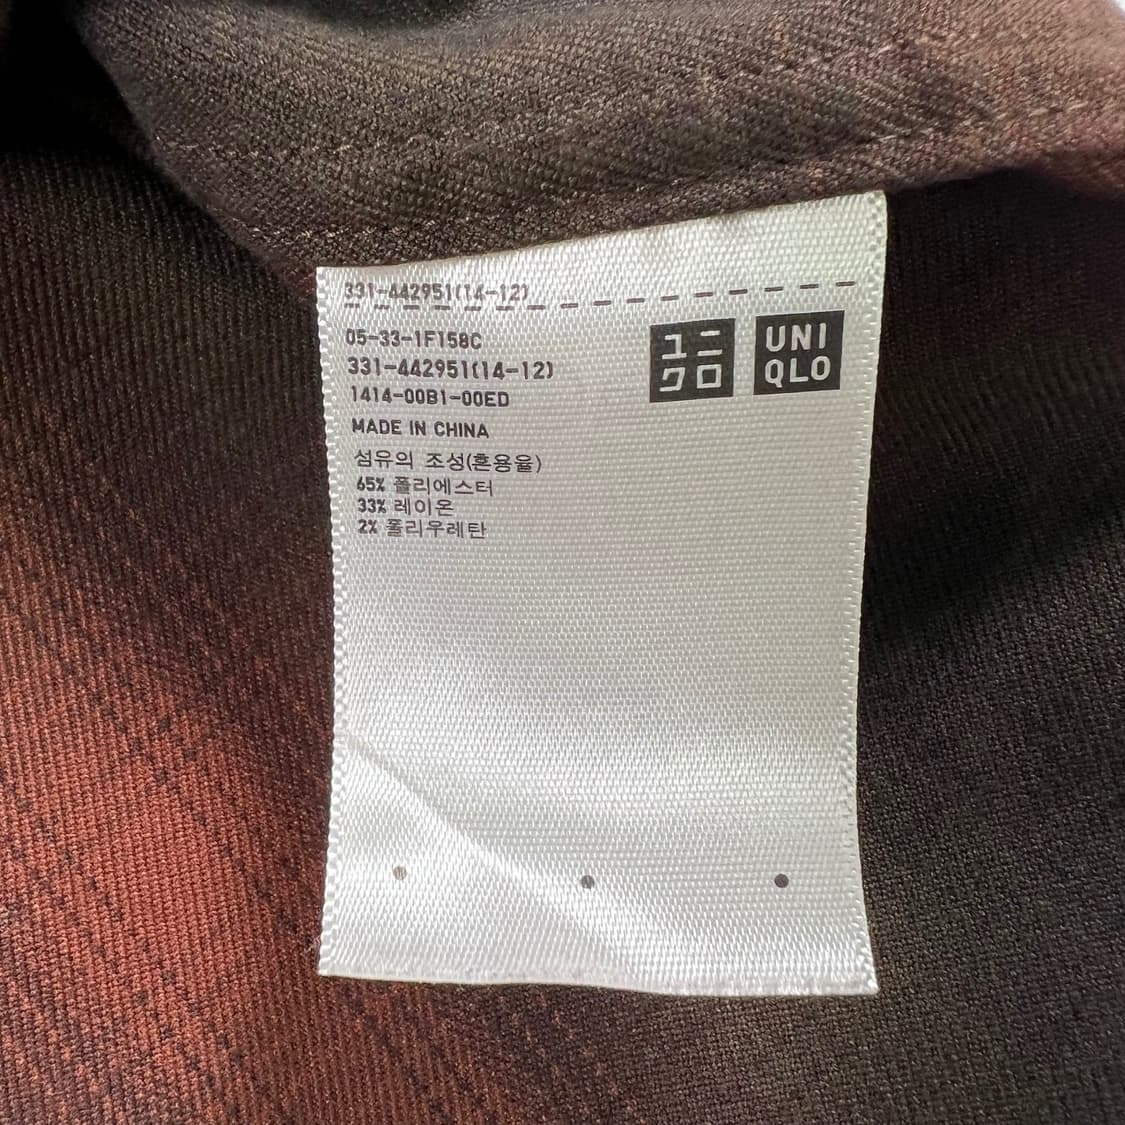 331-442951(14-12)
05-33-1F158C
331-442951(14-12)
1414-00B1-00ED
MADE IN CHINA
섬유의 조성(혼용율)
65% 폴리에스터
33% 레이온
2% 폴리우레탄
ユニ
クロ
UNI
QLO